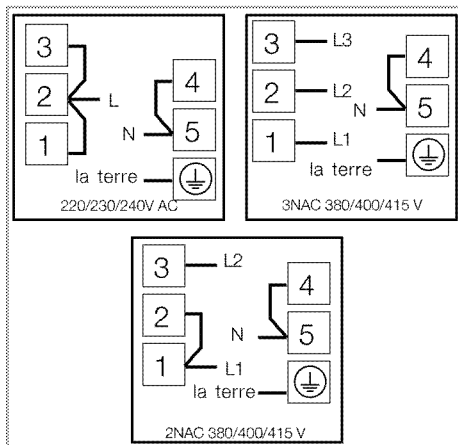 3
2 L
1
4
N 5
la terre
220/230/240V AC
3 L3
2 L2
1 L1
4
N 5
la terre
3NAC 380/400/415 V
3 L2
2
1 L1
4
N 5
la terre
2NAC 380/400/415 V